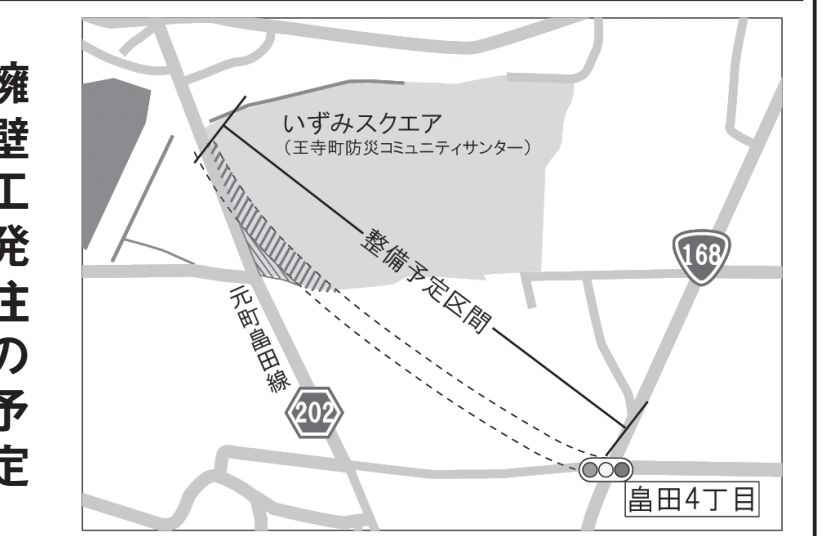 擁壁工発注の予定
いずみスクエア
（王寺町防災コミュニティサンター）
整備予定区間
168
元町畠田線
202
畠田4丁目